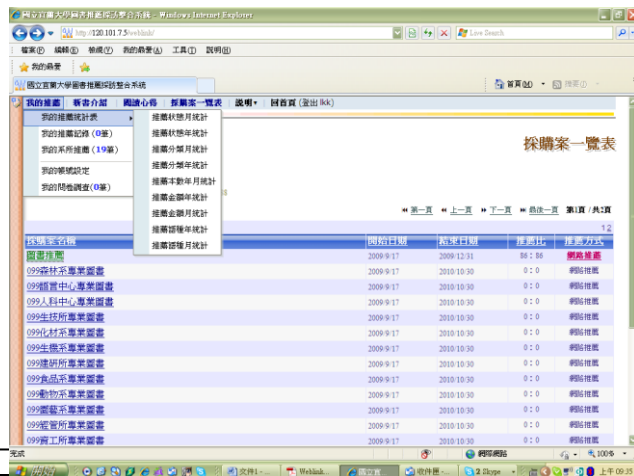 國立宜蘭大學圖書推薦採訪整合系統 - Windows Internet Explorer
http://120.101.7.5/weblink/
Live Search
檔案(F) 編輯(E) 檢視(V) 我的最愛(A) 工具(T) 說明(H)
我的最愛
國立宜蘭大學圖書推薦採訪整合系統
首頁(M)
我的推薦 新書介紹 閱讀心得 採購案一覽表 說明 回首頁 (登出 lkk)
我的推薦統計表
我的推薦記錄 (0筆)
我的系所推薦 (19筆)
我的帳號設定
我的問卷調查(0筆)
推薦狀態月統計
推薦狀態年統計
推薦分類月統計
推薦分類年統計
推薦本數年月統計
推薦金額年統計
推薦金額月統計
推薦語種年統計
推薦語種月統計
採購案一覽表
第一頁 上一頁 下一頁 最後一頁 第1頁 /共2頁
1 2
採購案名稱 開始日期 結束日期 推薦比 推薦方式
圖書推薦 2009/9/17 2009/12/31 86 : 86 網路推薦
099森林系專業圖書 2009/9/17 2010/10/30 0 : 0 網路推薦
099語言中心專業圖書 2009/9/17 2010/10/30 0 : 0 網路推薦
099人科中心專業圖書 2009/9/17 2010/10/30 0 : 0 網路推薦
099生技所專業圖書 2009/9/17 2010/10/30 0 : 0 網路推薦
099化材系專業圖書 2009/9/17 2010/10/30 0 : 0 網路推薦
099生機系專業圖書 2009/9/17 2010/10/30 0 : 0 網路推薦
099建研所專業圖書 2009/9/17 2010/10/30 0 : 0 網路推薦
099食品系專業圖書 2009/9/17 2010/10/30 0 : 0 網路推薦
099動物系專業圖書 2009/9/17 2010/10/30 0 : 0 網路推薦
099園藝系專業圖書 2009/9/17 2010/10/30 0 : 0 網路推薦
099經管所專業圖書 2009/9/17 2010/10/30 0 : 0 網路推薦
099資工所專業圖書 2009/9/17 2010/10/30 0 : 0 網路推薦
完成 網際網路 100%
開始 文件1 - ... Weblink... 國立宜... 收件匣 - ... 2 Skype 上午 09:35